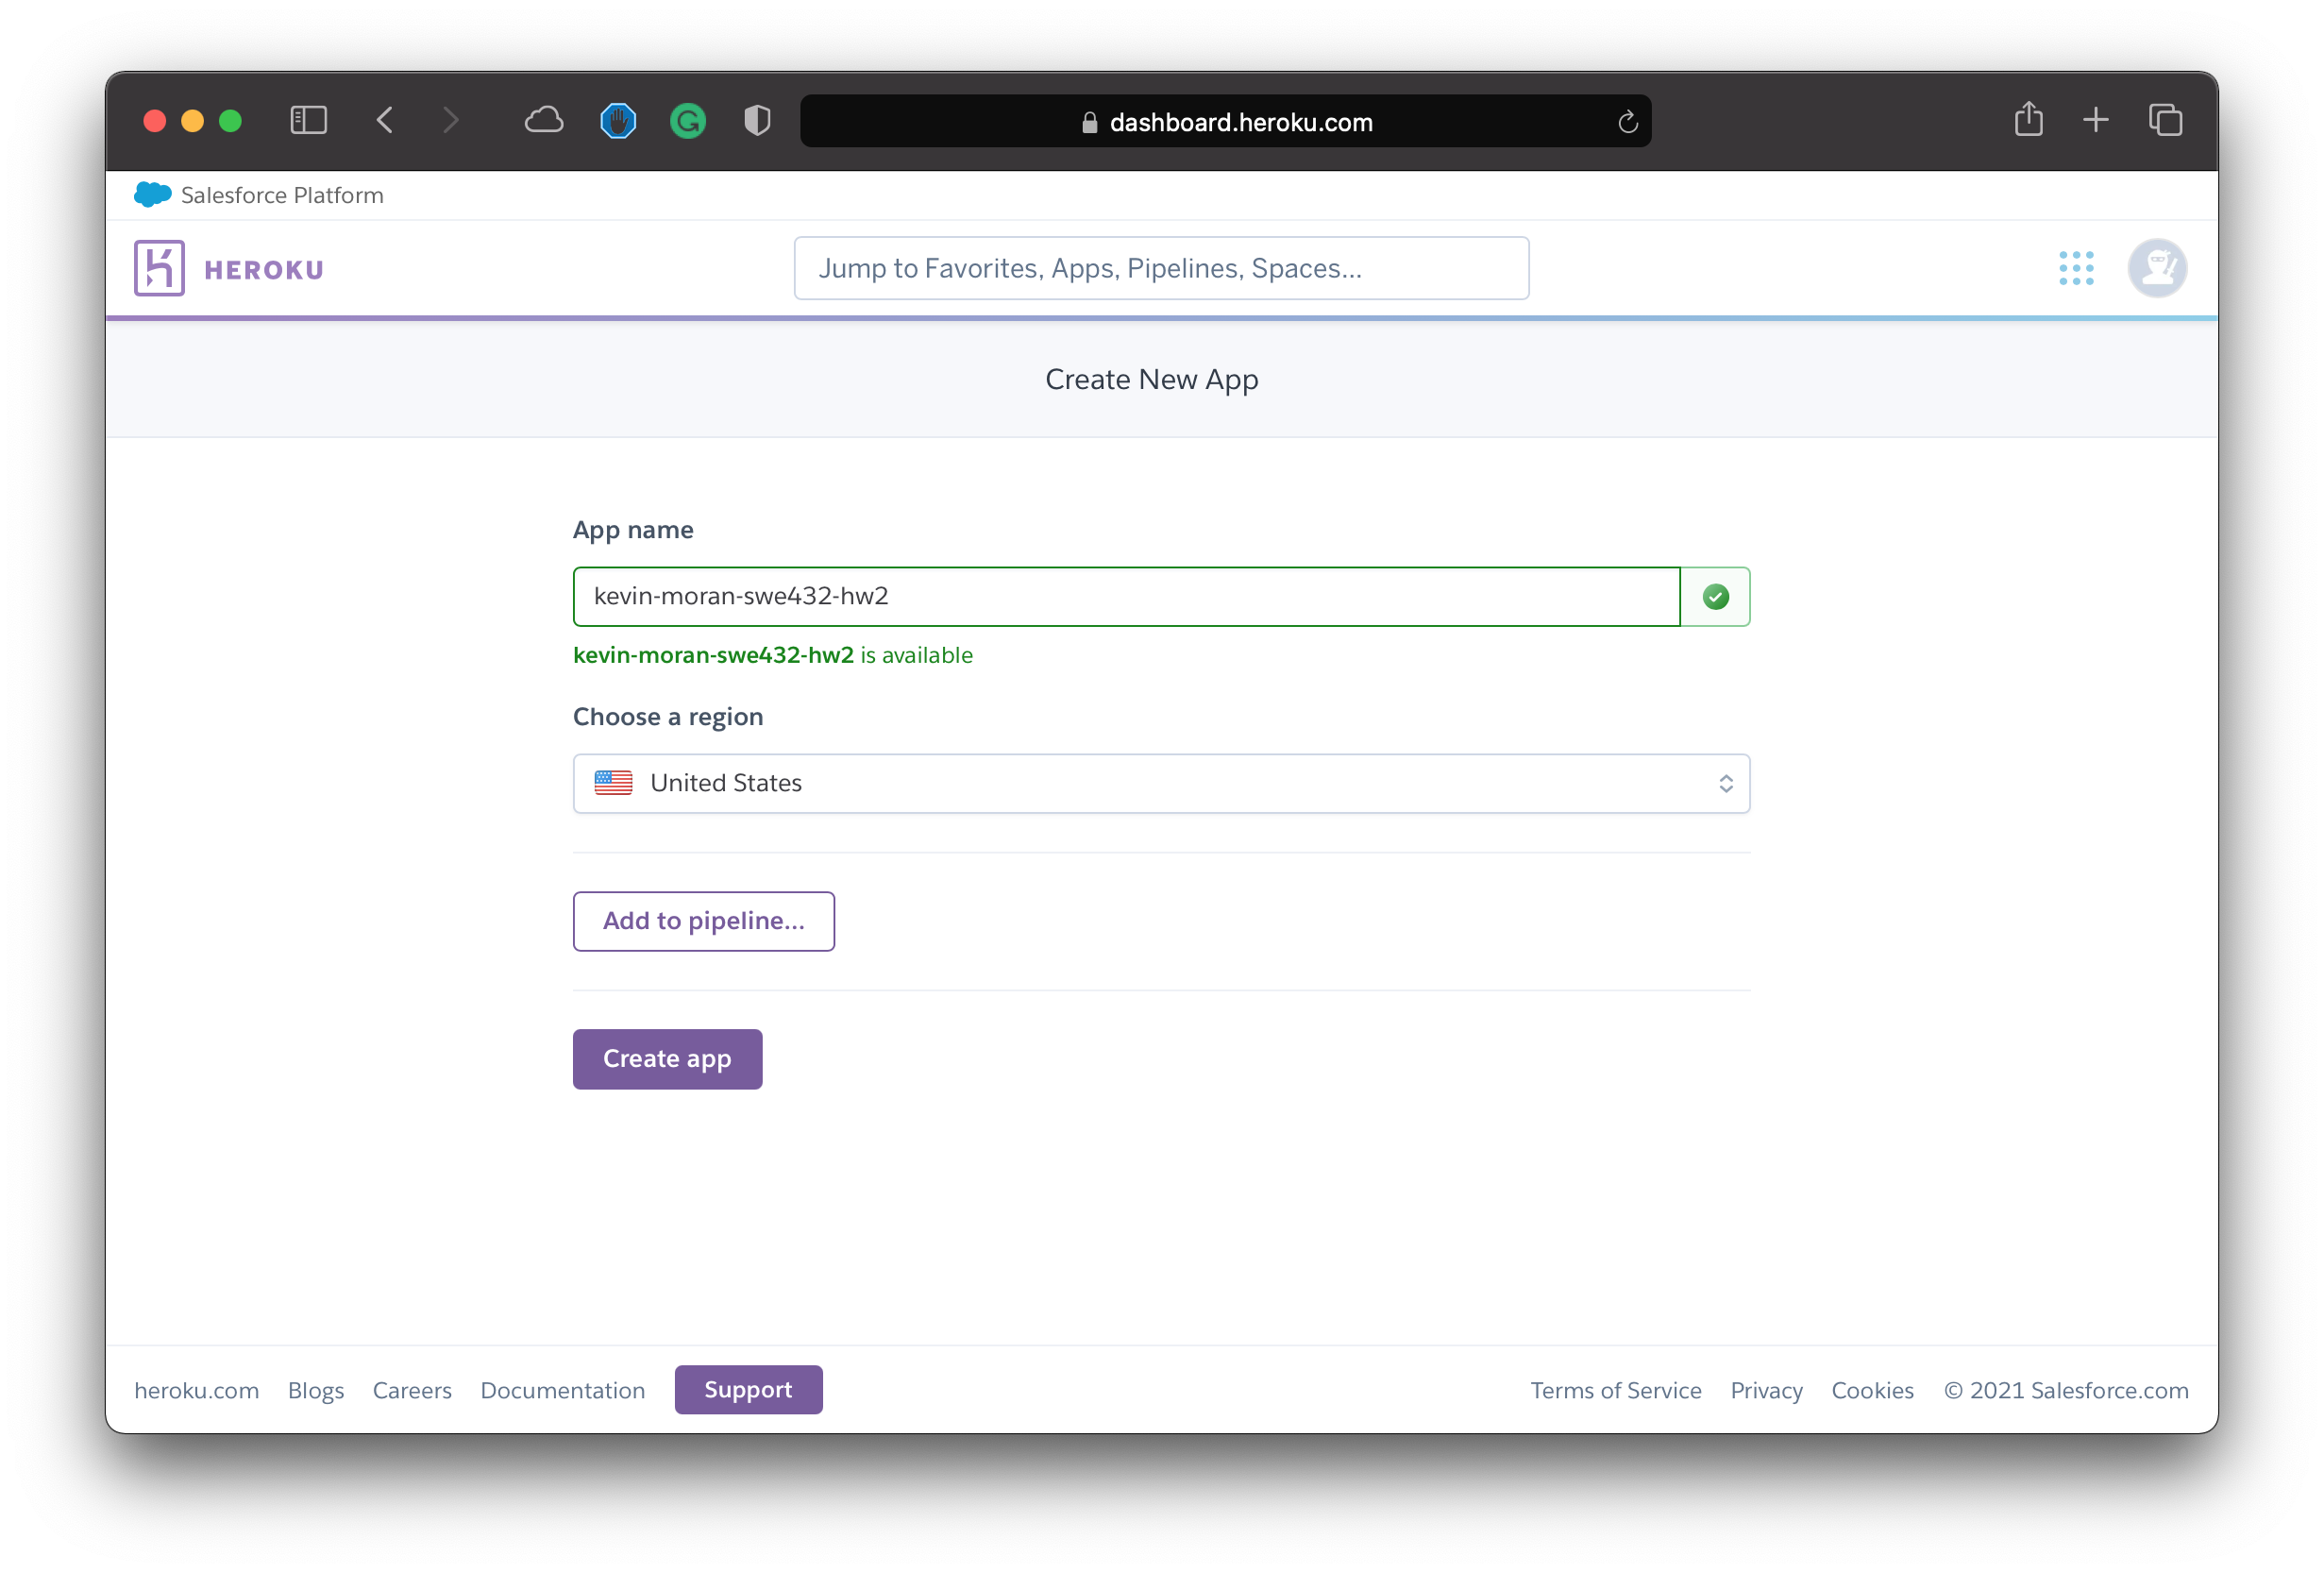 dashboard.heroku.com
Salesforce Platform
HEROKU
Jump to Favorites, Apps, Pipelines, Spaces...
Create New App
App name
kevin-moran-swe432-hw2
kevin-moran-swe432-hw2 is available
Choose a region
United States
Add to pipeline...
Create app
heroku.com Blogs Careers Documentation Support Terms of Service Privacy Cookies © 2021 Salesforce.com